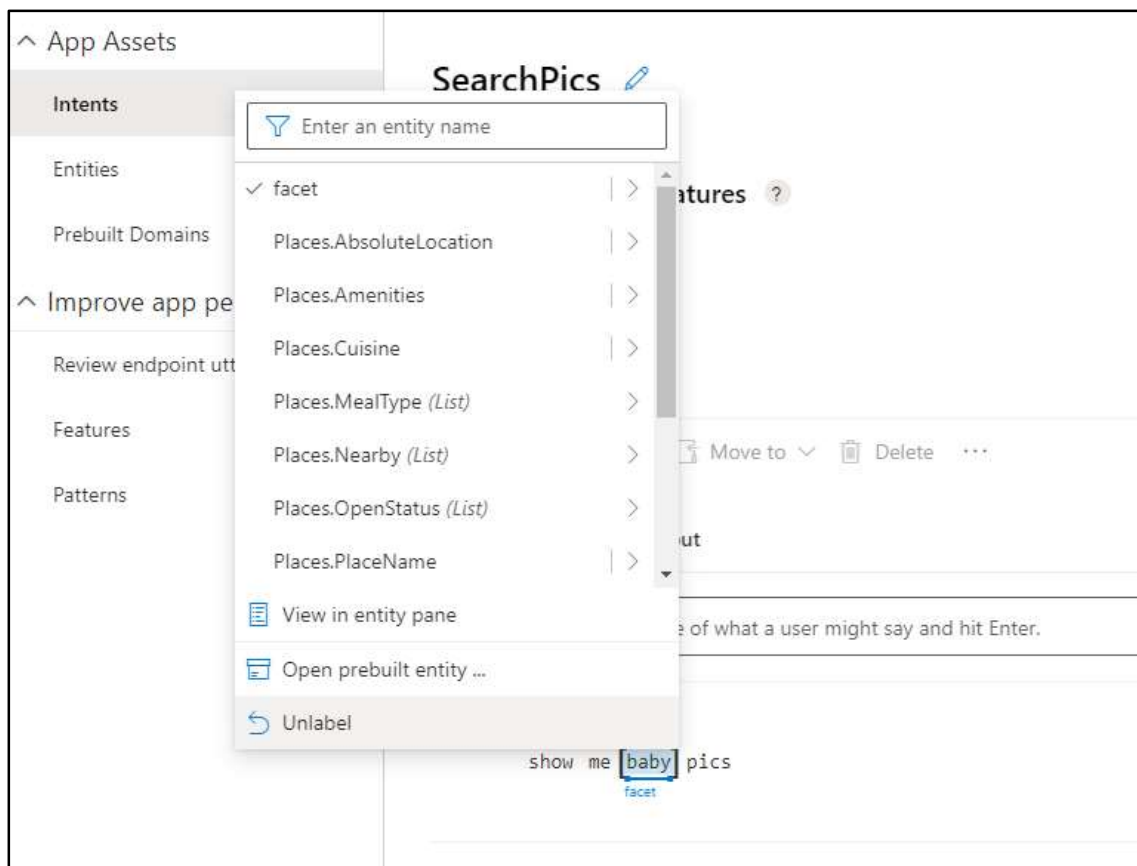 App Assets
Intents
Entities
Prebuilt Domains
Improve app pe
Review endpoint utt
Features
Patterns
SearchPics
atures ?
Enter an entity name
facet
Places.AbsoluteLocation
Places.Amenities
Places.Cuisine
Places.MealType (List)
Places.Nearby (List)
Places.OpenStatus (List)
Places.PlaceName
View in entity pane
Open prebuilt entity ...
Unlabel
Move to Delete ...
ut
e of what a user might say and hit Enter.
show me baby pics
facet